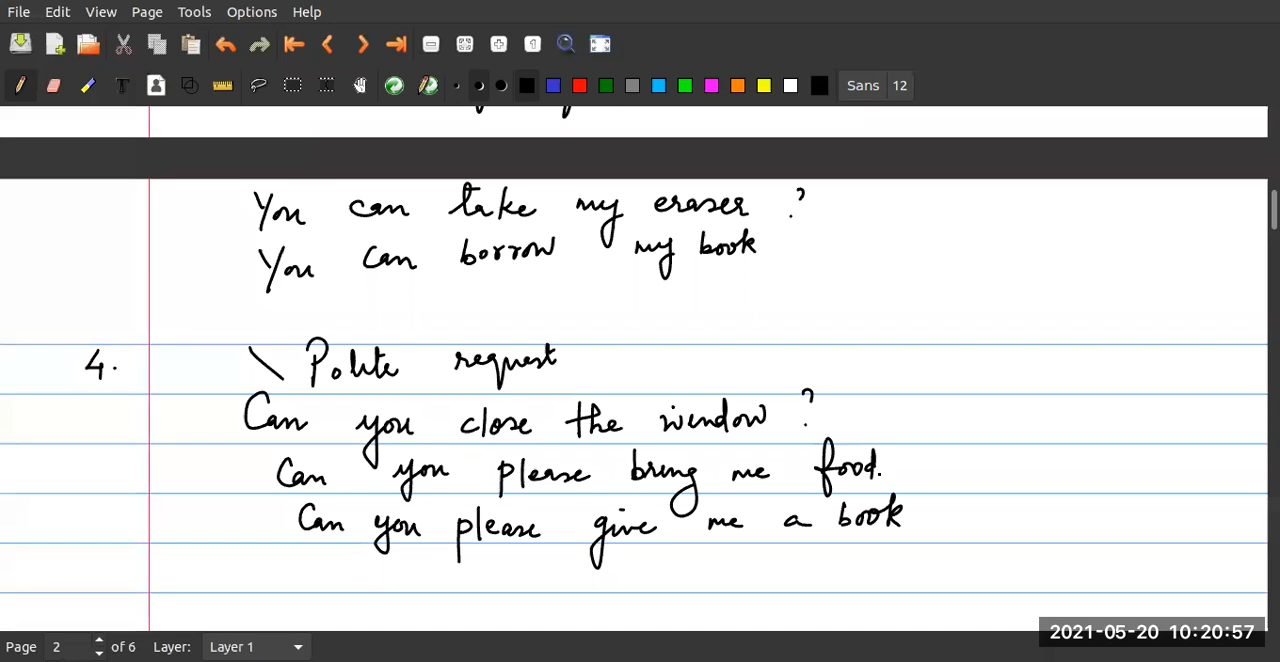 File Edit View Page Tools Options Help
Sans 12
You can take my eraser ?
You can borrow my book
4. \ Polite request
Can you close the window ?
Can you please bring me food.
Can you please give me a book
2021-05-20 10:20:57
Page 2 of 6 Layer: Layer 1